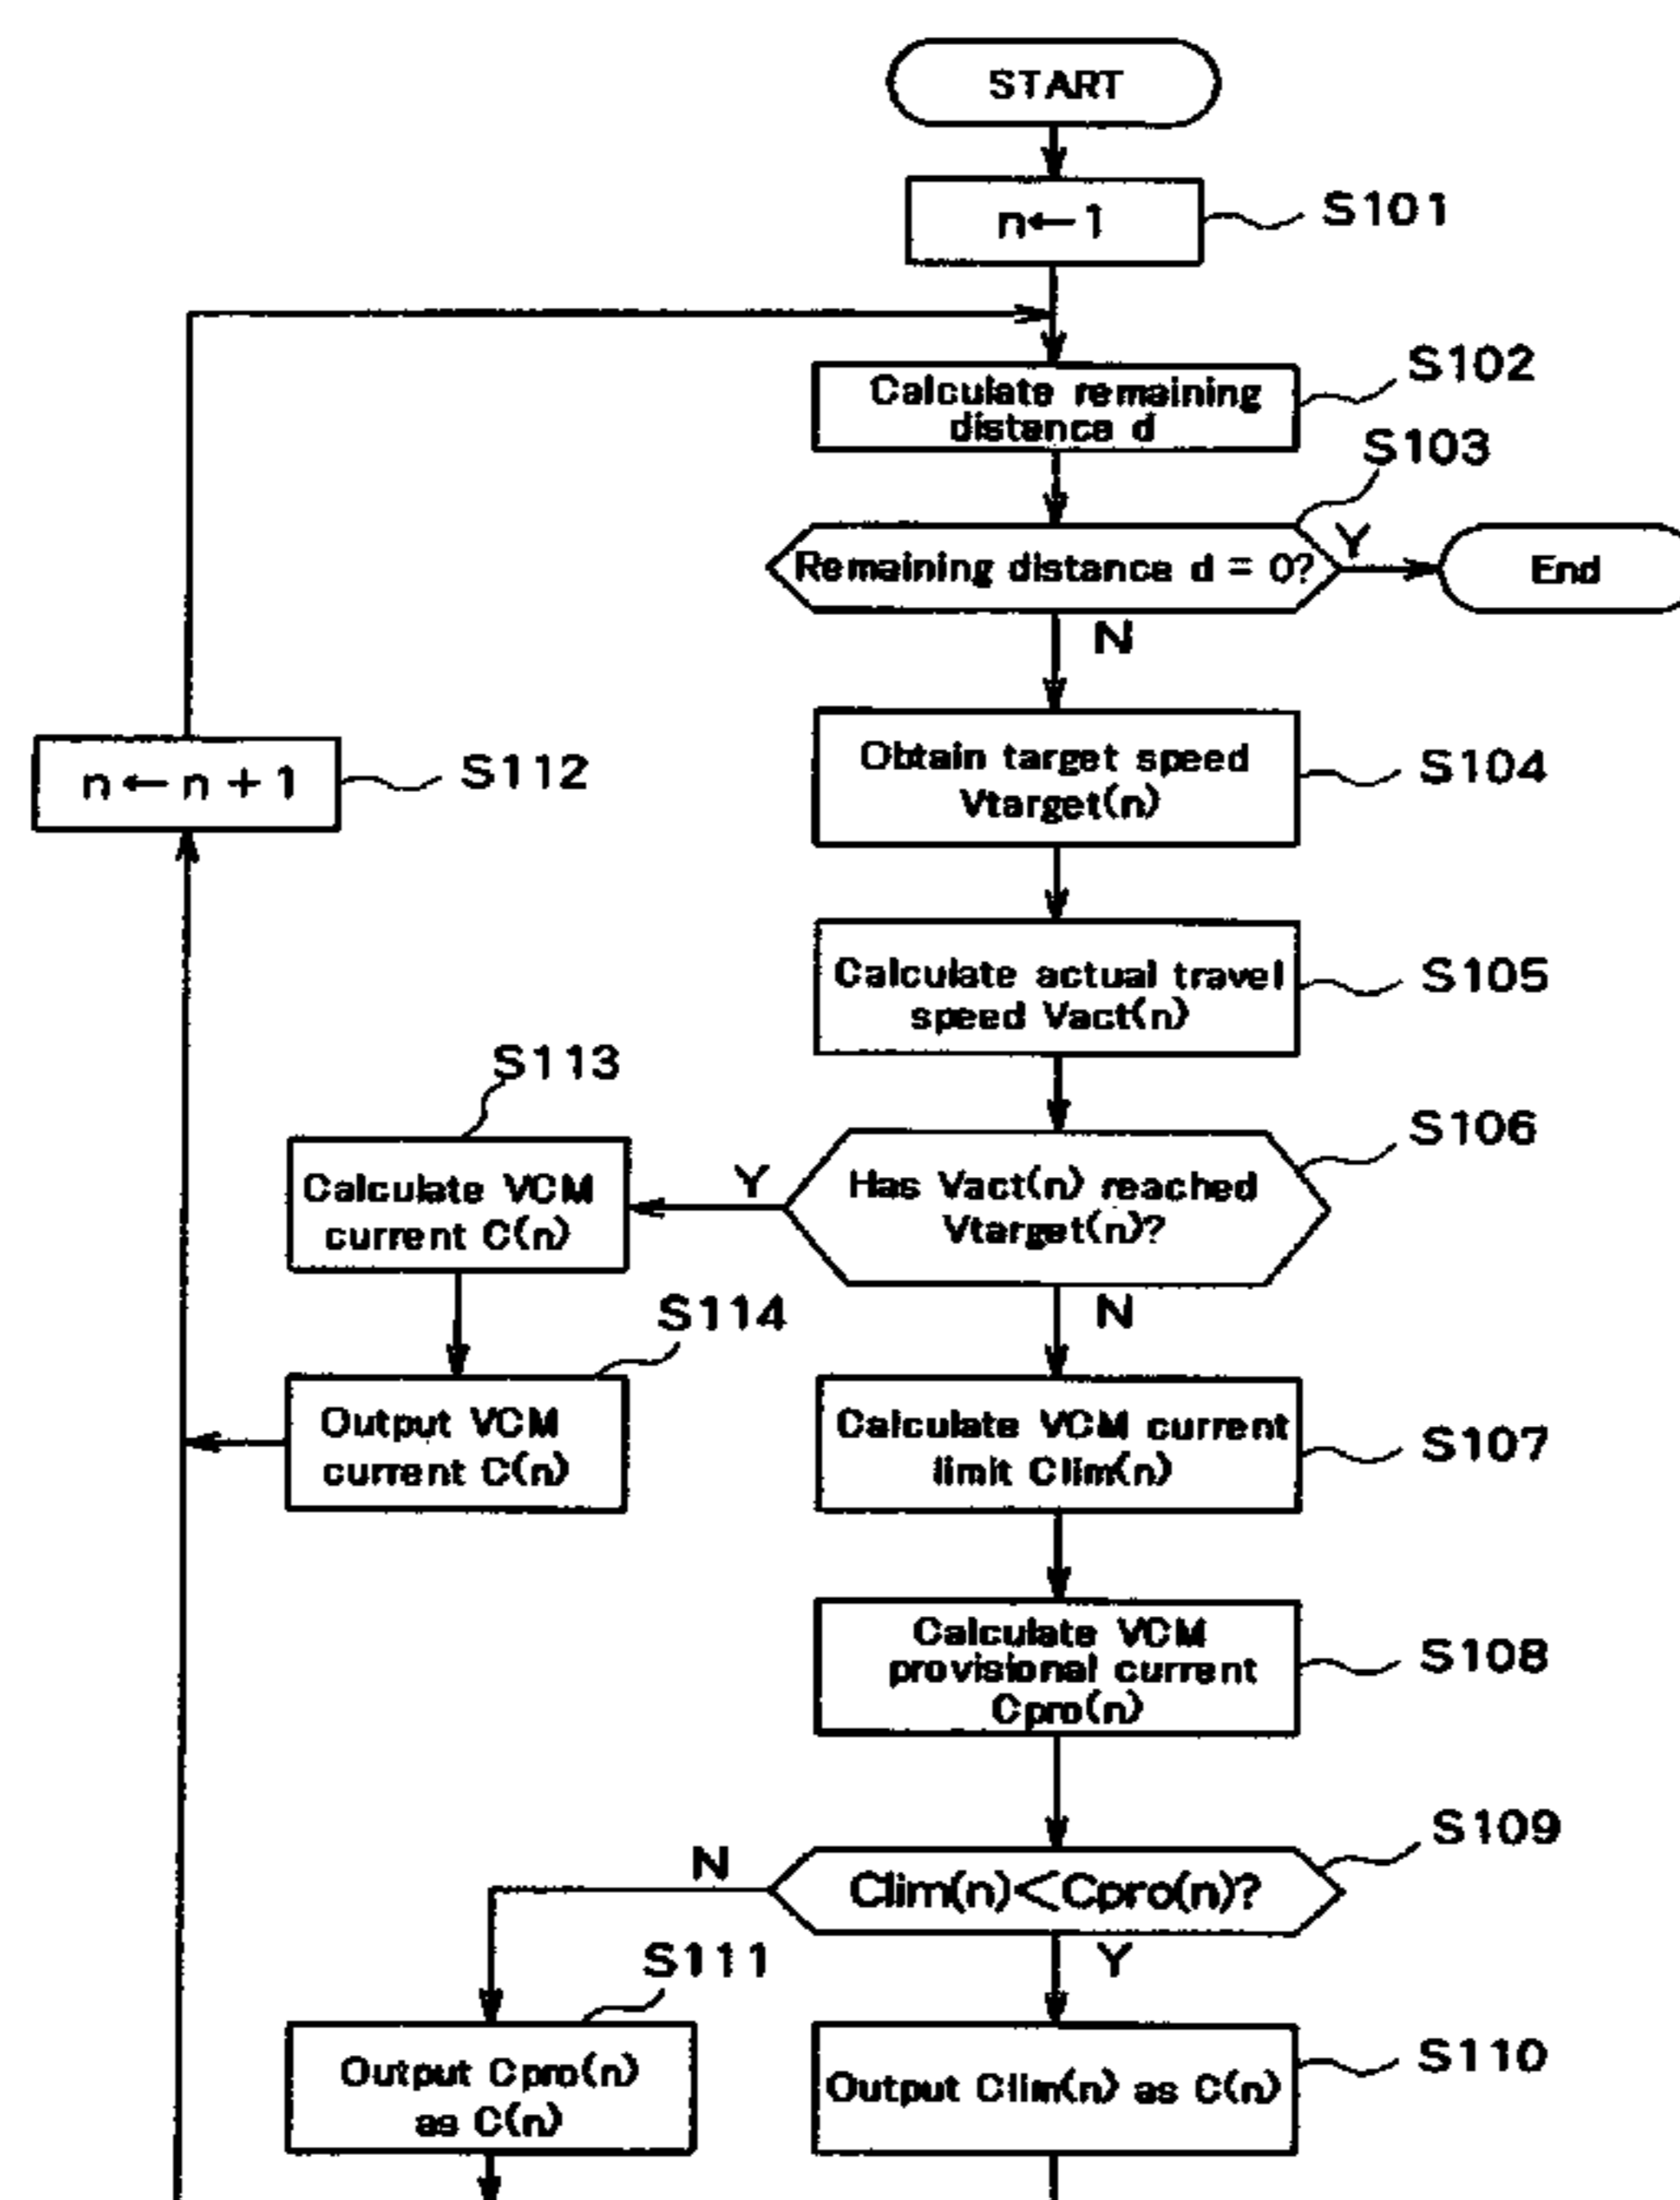 START
n←1
S101
Calculate remaining
distance d
S102
S103
Remaining distance d = 0?
Y
End
N
Obtain target speed
Vtarget(n)
S104
n ← n + 1
S112
Calculate actual travel
speed Vact(n)
S105
S113
Calculate VCM
current C(n)
Y
Has Vact(n) reached
Vtarget(n)?
S106
N
S114
Output VCM
current C(n)
Calculate VCM current
limit Clim(n)
S107
Calculate VCM
provisional current
Cpro(n)
S108
N
Clim(n)<Cpro(n)?
S109
Y
S111
Output Cpro(n)
as C(n)
Output Clim(n) as C(n)
S110